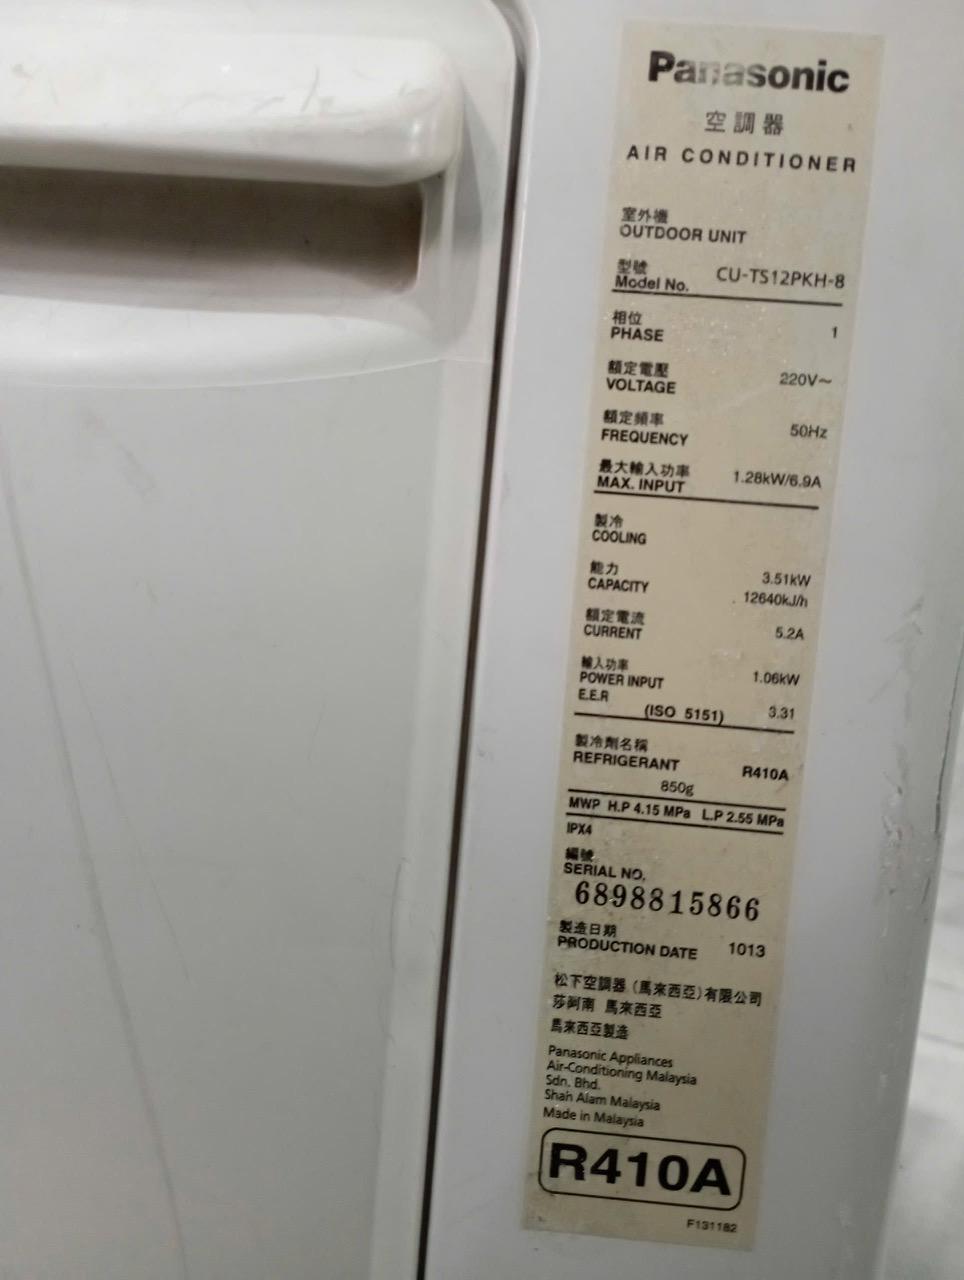 Panasonic
空調器
AIR CONDITIONER
室外機
OUTDOOR UNIT
型號
Model No. CU-TS12PKH-8
相位
PHASE 1
額定電壓
VOLTAGE 220V~
額定頻率
FREQUENCY 50Hz
最大輸入功率
MAX. INPUT 1.28kW/6.9A
製冷
COOLING
能力
CAPACITY 3.51kW
12640kJ/h
額定電流
CURRENT 5.2A
輸入功率
POWER INPUT 1.06kW
E.E.R (ISO 5151) 3.31
製冷劑名稱
REFRIGERANT R410A
850g
MWP H.P 4.15 MPa L.P 2.55 MPa
IPX4
編號
SERIAL NO.
6898815866
製造日期
PRODUCTION DATE 1013
松下空調器(馬來西亞)有限公司
莎阿南 馬來西亞
馬來西亞製造
Panasonic Appliances
Air-Conditioning Malaysia
Sdn. Bhd.
Shah Alam Malaysia
Made in Malaysia
R410A
F131182